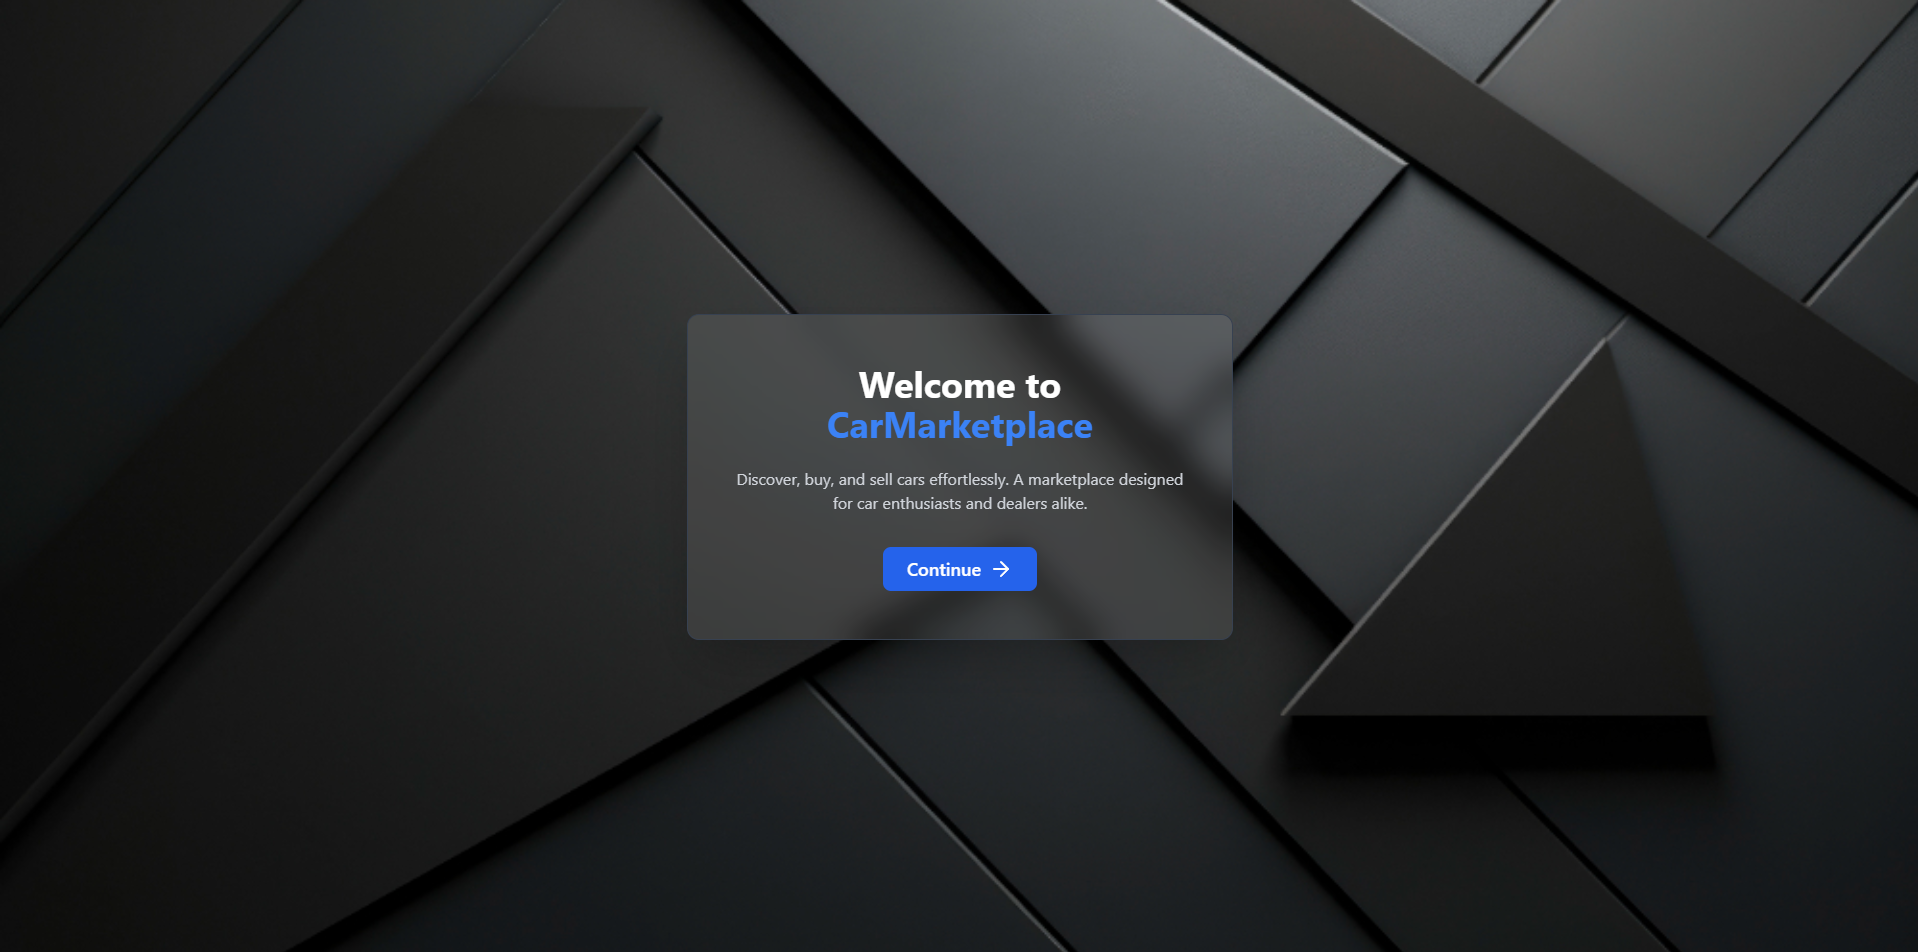 Welcome to
CarMarketplace
Discover, buy, and sell cars effortlessly. A marketplace designed
for car enthusiasts and dealers alike.
Continue